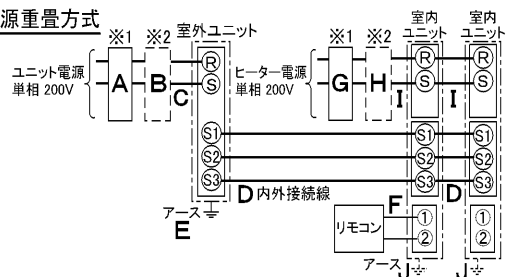 源重畳方式
※1 ※2 室外ユニット
ユニット電源
単相 200V
A B C
R
S
S1
S2
S3
アース
E
D 内外接続線
※1 ※2
ヒーター電源
単相 200V
G H I I
室内
ユニット
室内
ユニット
R R
S S
S1 S1
S2 S2
S3 S3
D
リモコン
F
① ①
② ②
アース J J